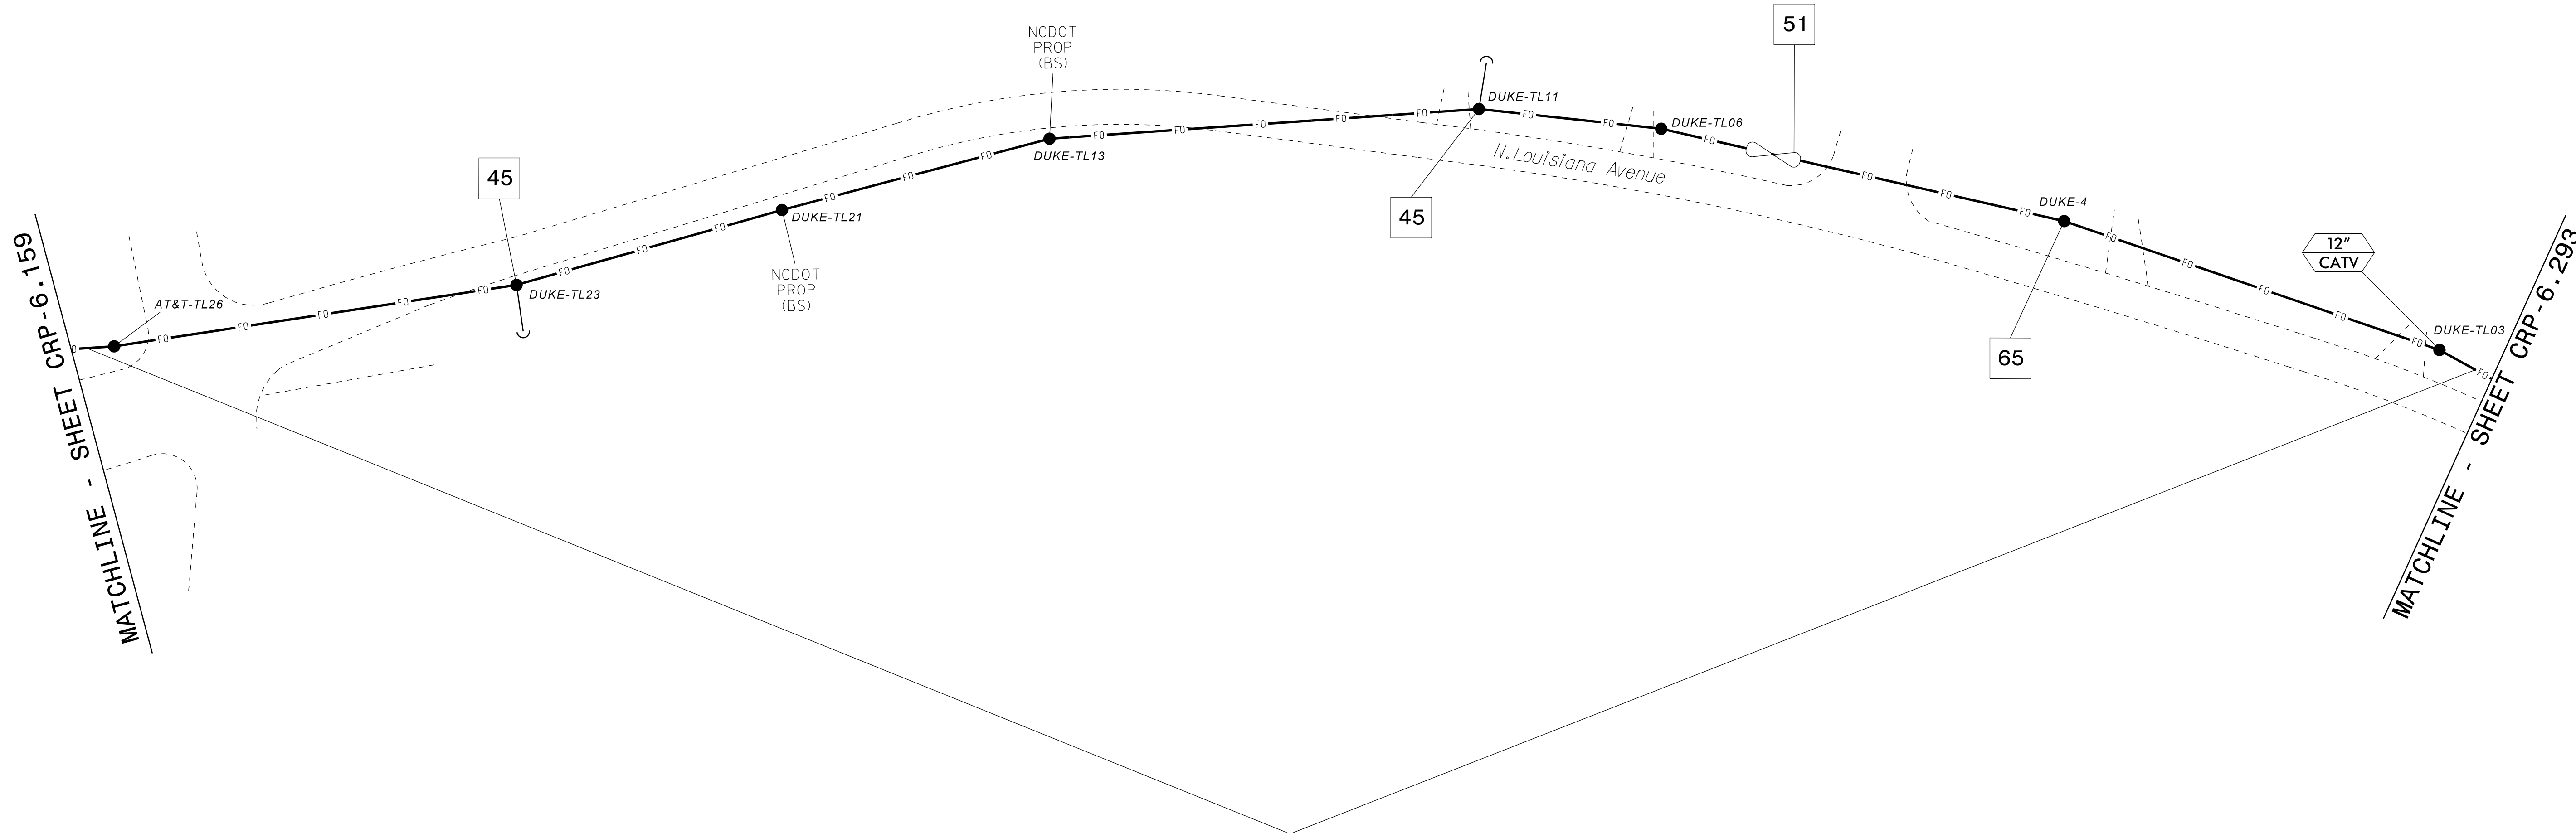 51
NCDOT
PROP
(BS)
DUKE-TL11
DUKE-TL06
DUKE-TL13
N. Louisiana Avenue
45
DUKE-4
DUKE-TL21
45
12"
CATV
NCDOT
PROP
(BS)
DUKE-TL23
AT&T-TL26
DUKE-TL03
65
MATCHLINE - SHEET CRP-6.159
MATCHLINE - SHEET CRP-6.293
FO FO FO FO FO FO FO FO FO FO FO FO FO FO FO FO FO FO FO FO FO FO FO FO FO FO FO FO